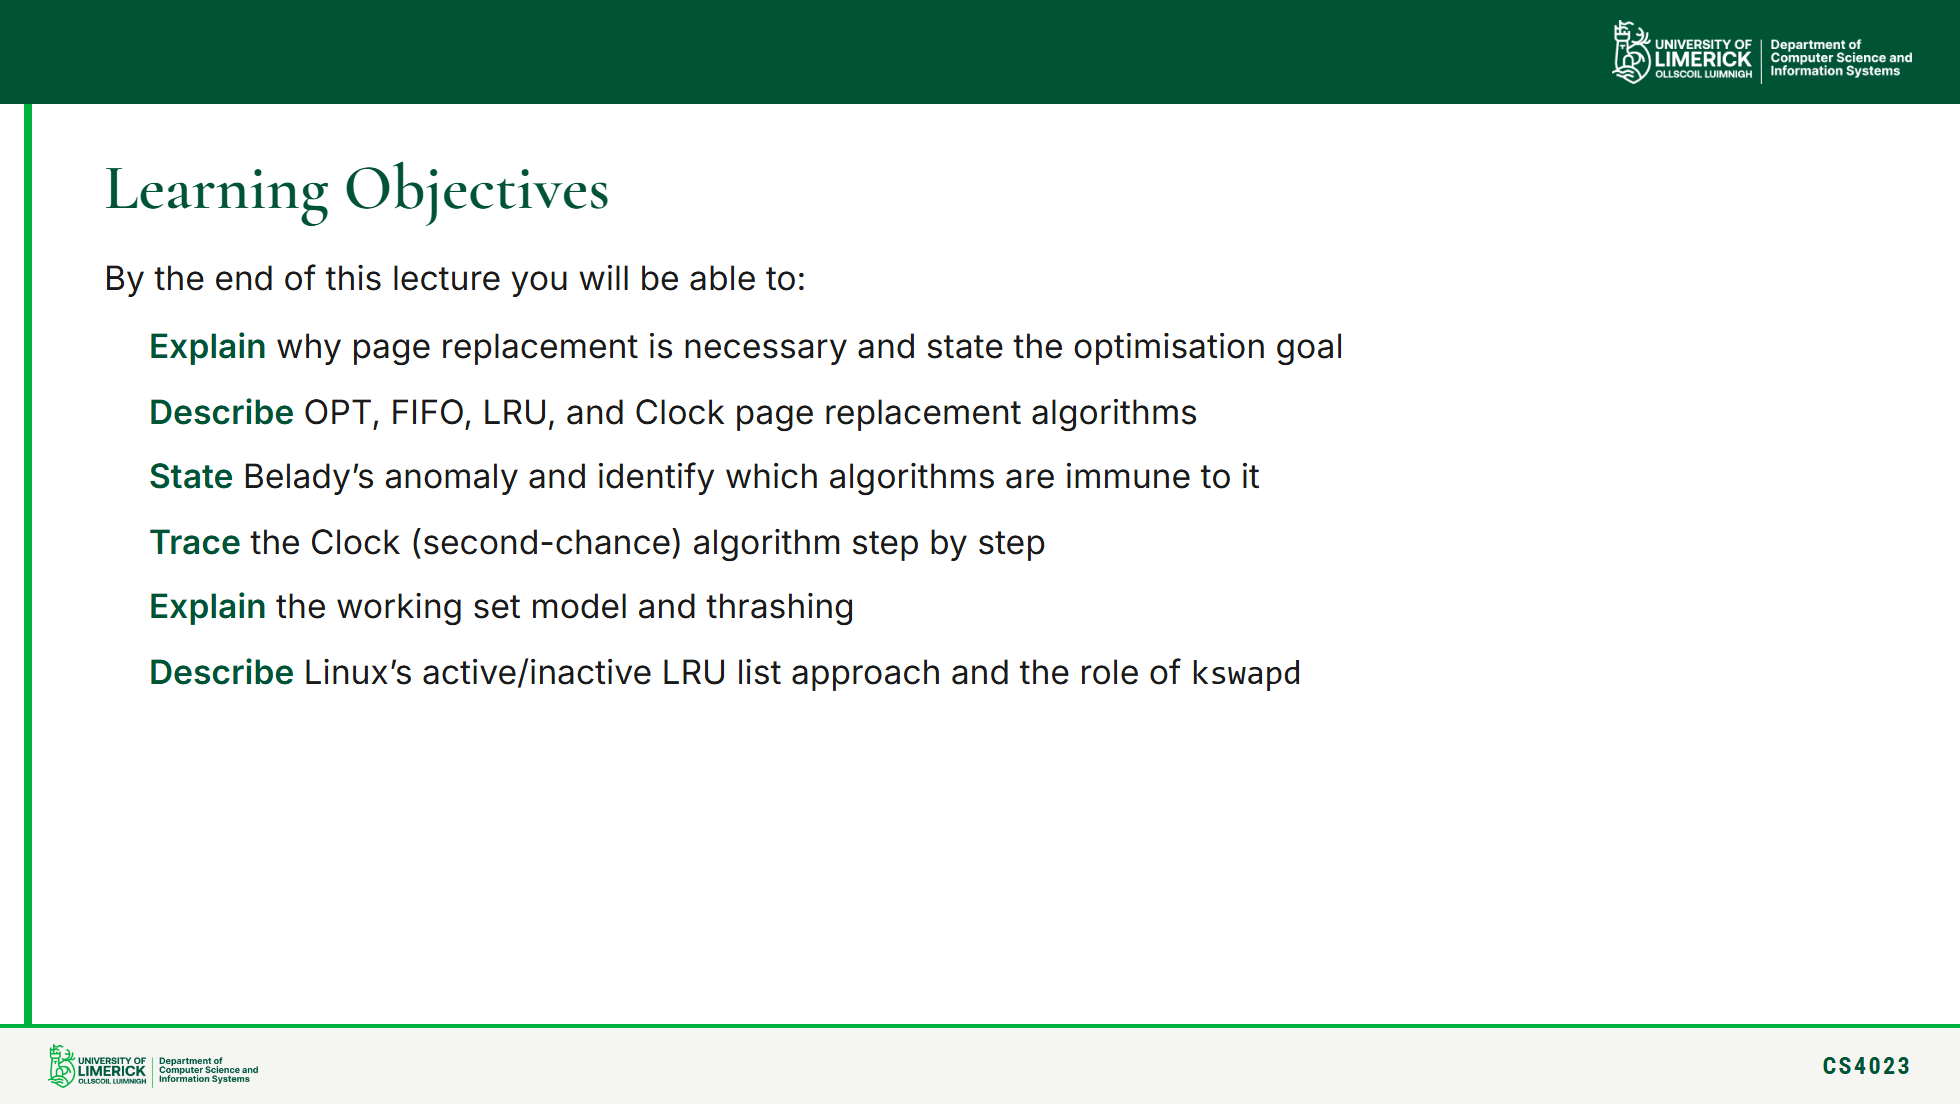 UNIVERSITY OF
LIMERICK
OLLSCOIL LUIMNIGH
Department of
Computer Science and
Information Systems
Learning Objectives
By the end of this lecture you will be able to:
Explain why page replacement is necessary and state the optimisation goal
Describe OPT, FIFO, LRU, and Clock page replacement algorithms
State Belady’s anomaly and identify which algorithms are immune to it
Trace the Clock (second-chance) algorithm step by step
Explain the working set model and thrashing
Describe Linux’s active/inactive LRU list approach and the role of kswapd
UNIVERSITY OF
LIMERICK
OLLSCOIL LUIMNIGH
Department of
Computer Science and
Information Systems
CS4023